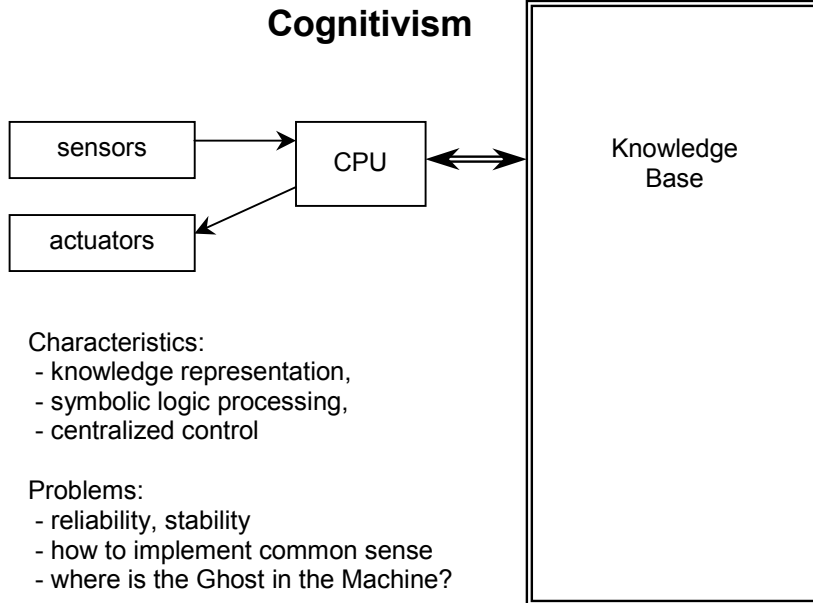 Cognitivism
sensors
CPU
Knowledge
Base
actuators
Characteristics:
- knowledge representation,
- symbolic logic processing,
- centralized control
Problems:
- reliability, stability
- how to implement common sense
- where is the Ghost in the Machine?